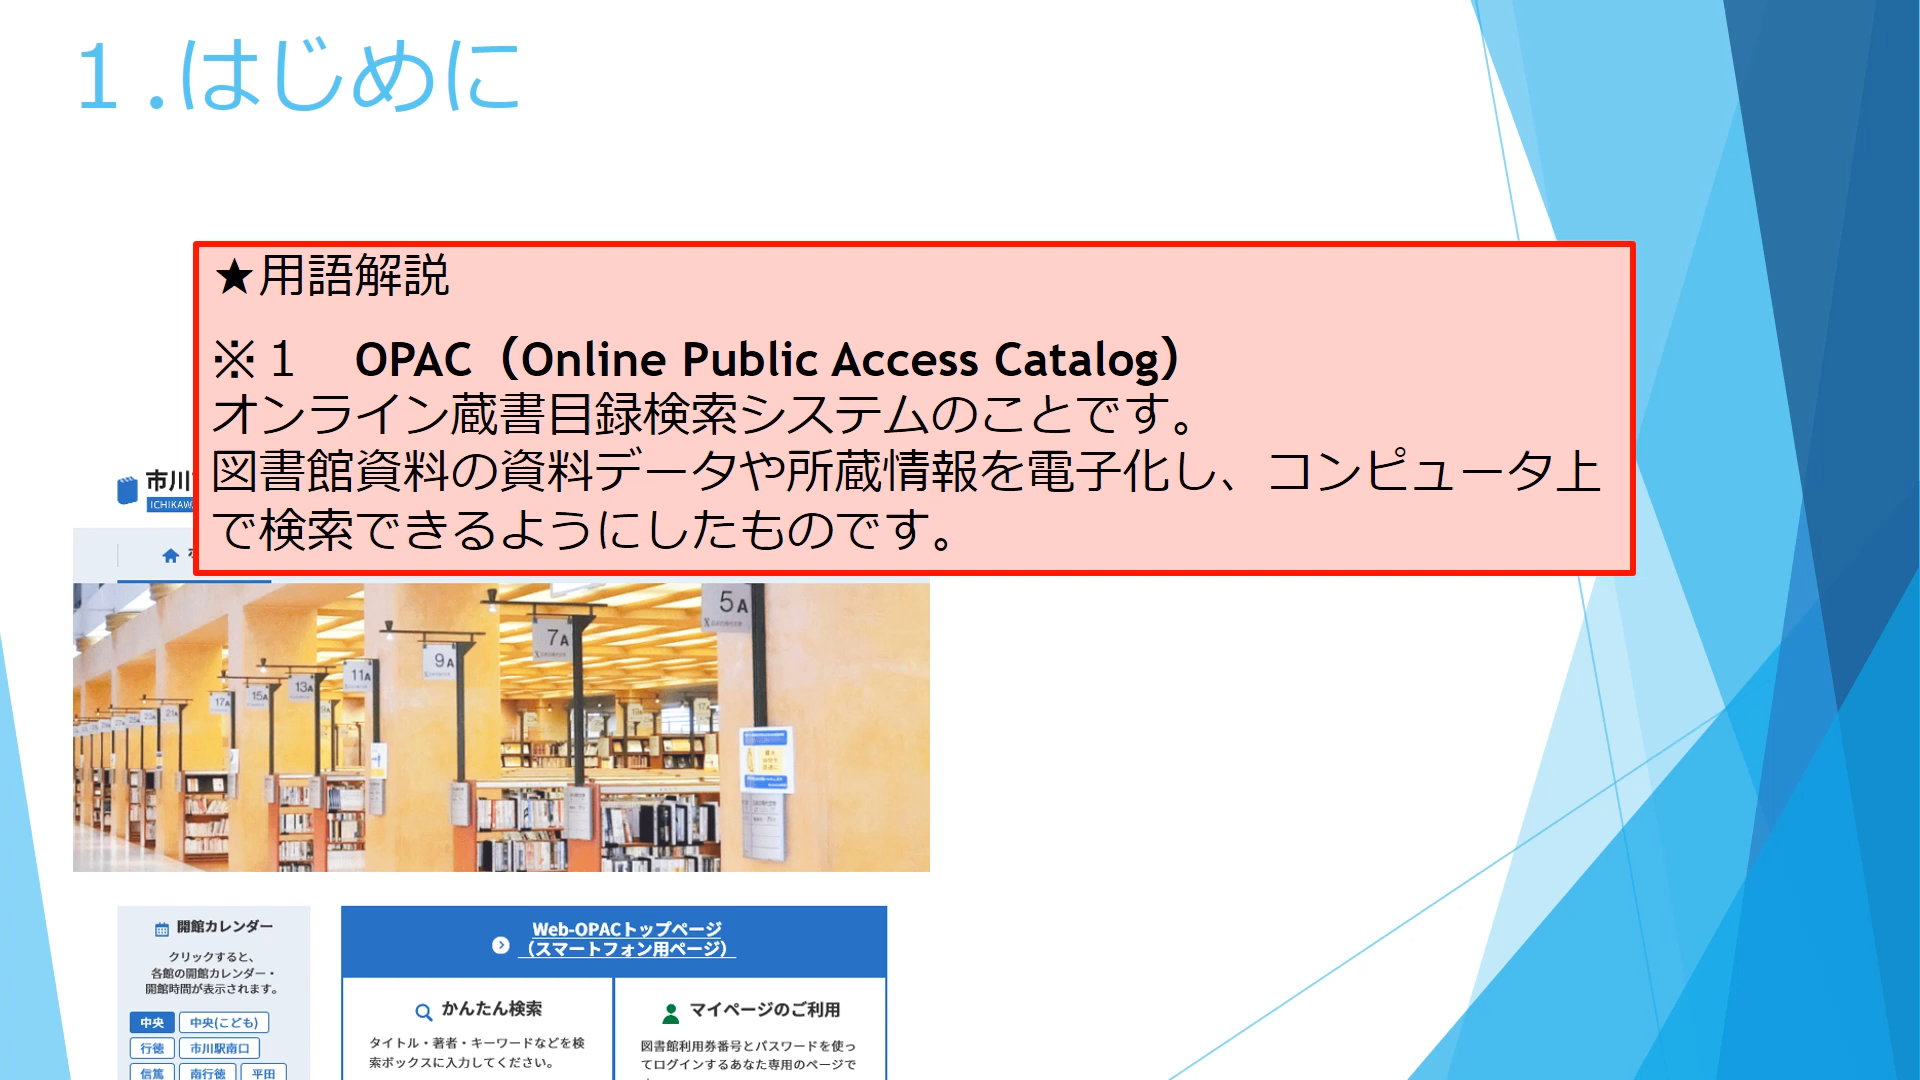 １.はじめに
★用語解説
※１　OPAC（Online Public Access Catalog）
オンライン蔵書目録検索システムのことです。
図書館資料の資料データや所蔵情報を電子化し、コンピュータ上
で検索できるようにしたものです。
市川
ICHIKAW
5A
7A
9A
11A
13A
15A
17A
21A
開館カレンダー
クリックすると、
各館の開館カレンダー・
開館時間が表示されます。
中央
中央(こども)
行徳
市川駅南口
信篤
南行徳
平田
Web-OPACトップページ
（スマートフォン用ページ）
かんたん検索
タイトル・著者・キーワードなどを検
索ボックスに入力してください。
マイページのご利用
図書館利用券番号とパスワードを使っ
てログインするあなた専用のページで